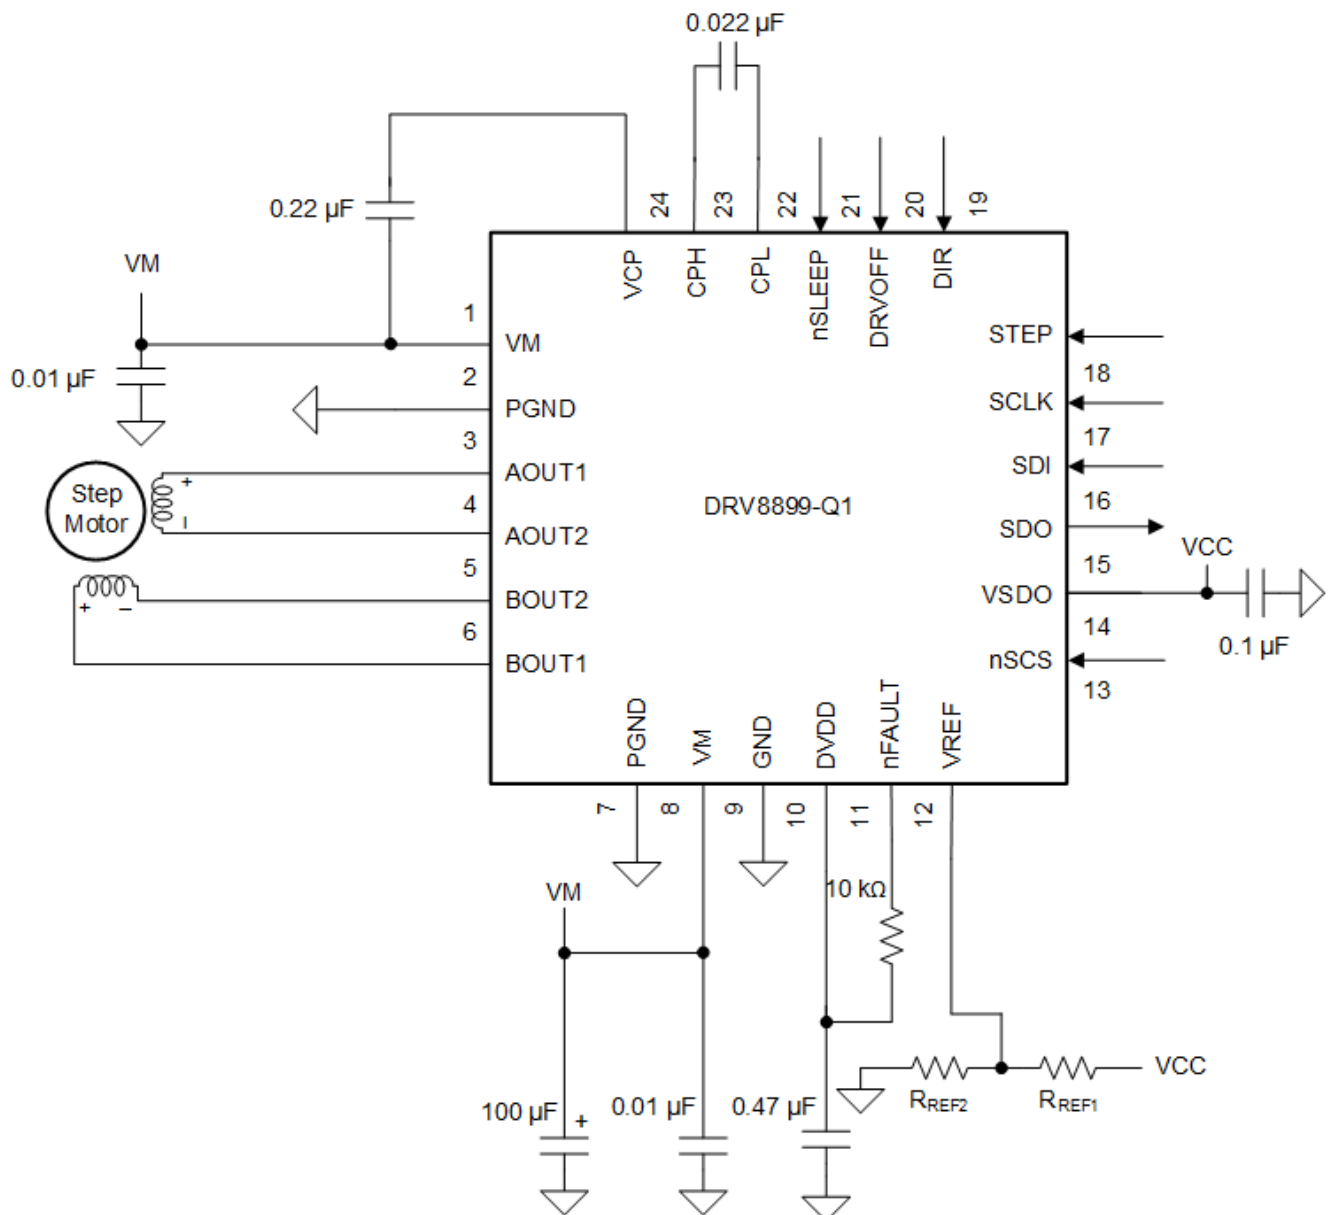 0.022 µF
0.22 µF
24
23
22
21
20
19
VM
VCP
CPH
CPL
nSLEEP
DRVOFF
DIR
1
VM
STEP
0.01 µF
2
18
PGND
SCLK
3
17
AOUT1
SDI
+
Step
Motor
4
DRV8899-Q1
16
–
AOUT2
SDO
VCC
5
15
BOUT2
VSDO
+ –
6
14
0.1 µF
BOUT1
nSCS
13
PGND
VM
GND
DVDD
nFAULT
VREF
7
8
9
10
11
12
VM
10 kΩ
VCC
RREF2
RREF1
100 µF
+
0.01 µF
0.47 µF